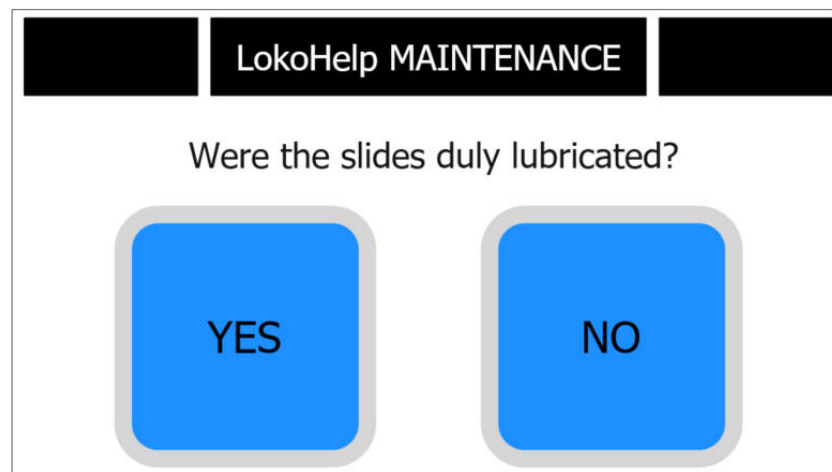 LokoHelp MAINTENANCE
Were the slides duly lubricated?
YES NO